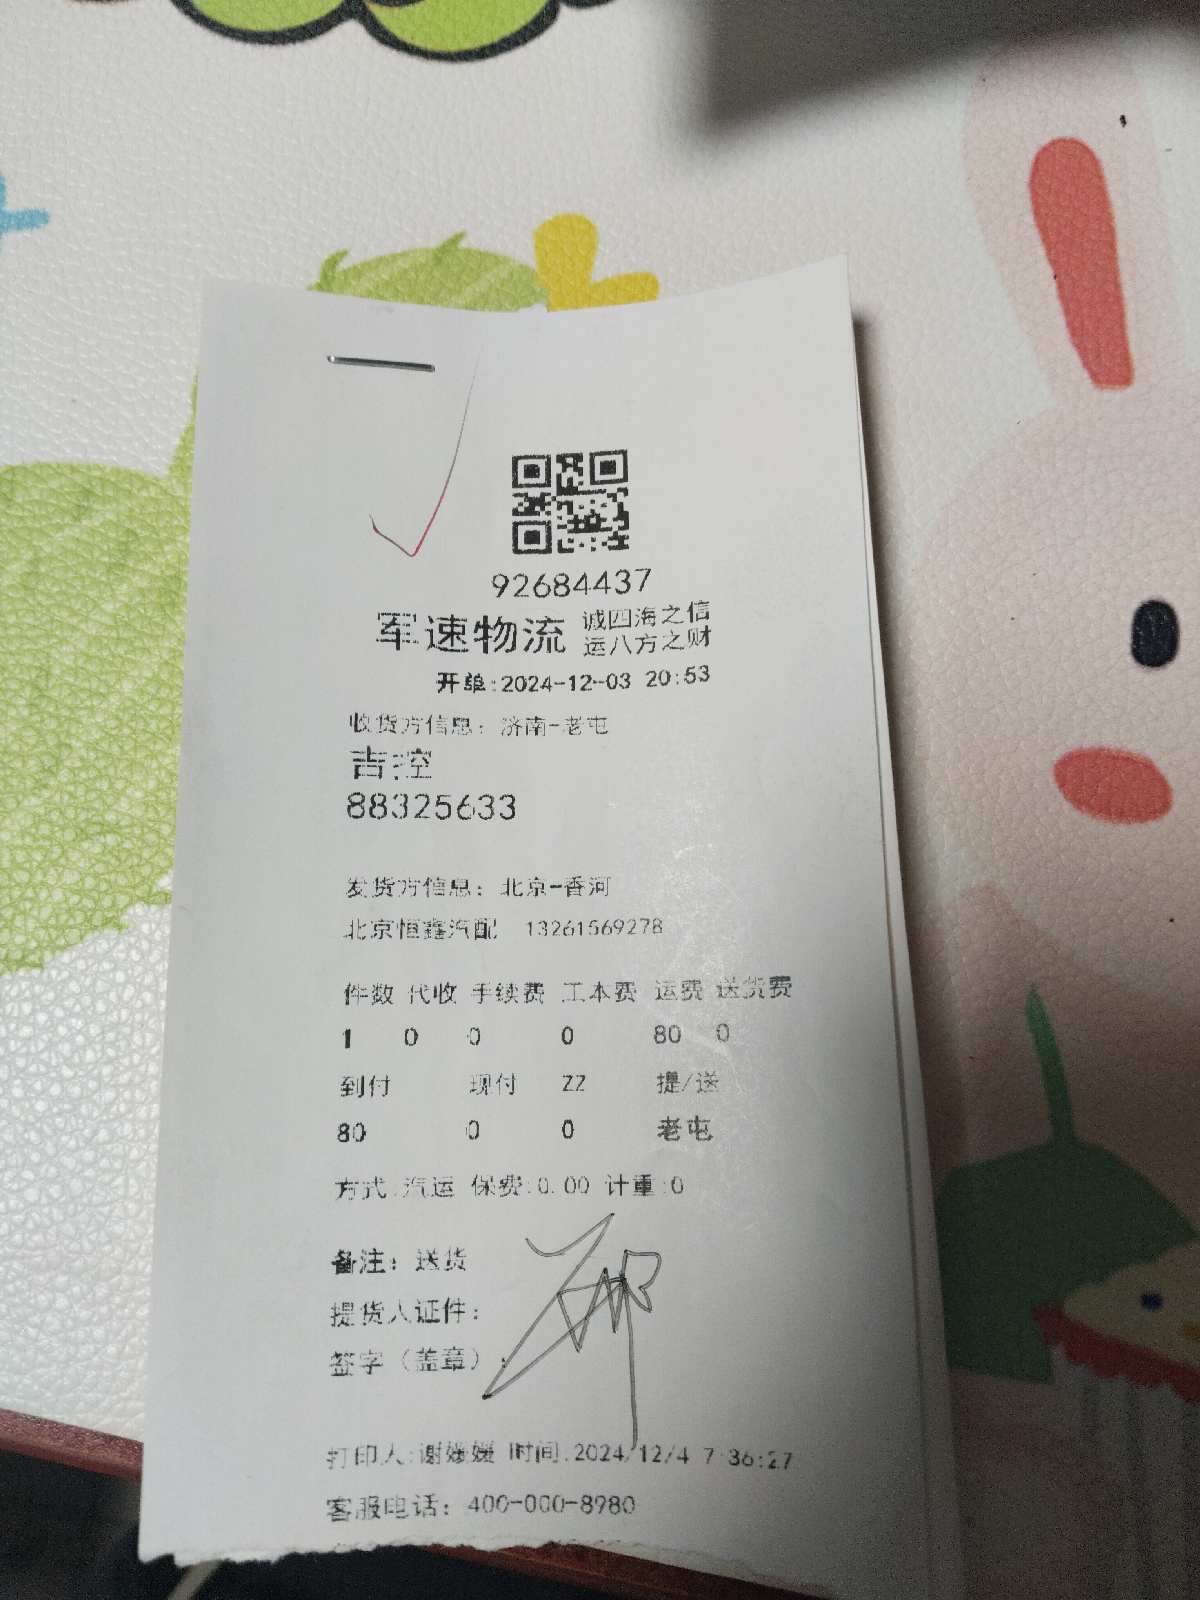 92684437
军速物流 诚四海之信
运八方之财
开单:2024-12-03 20:53
收货方信息：济南-老屯
吉控
88325633
发货方信息：北京-香河
北京恒鑫汽配 13261569278
件数 代收 手续费 工本费 运费 送货费
1 0 0 0 80 0
到付 现付 ZZ 提/送
80 0 0 老屯
方式:汽运 保费:0.00 计重:0
备注：送货
提货人证件：
签字（盖章）：
打印人:谢媛媛 时间:2024/12/4 7:36:27
客服电话：400-000-8980